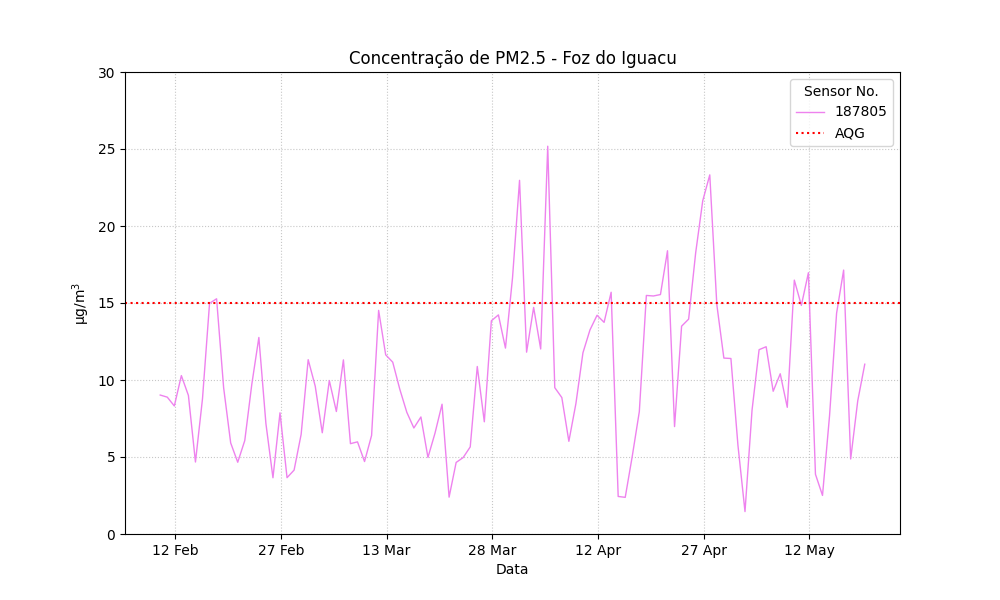 Concentração de PM2.5 - Foz do Iguacu
Sensor No.
187805
AQG
µg/m³
30
25
20
15
10
5
0
12 Feb
27 Feb
13 Mar
28 Mar
12 Apr
27 Apr
12 May
Data